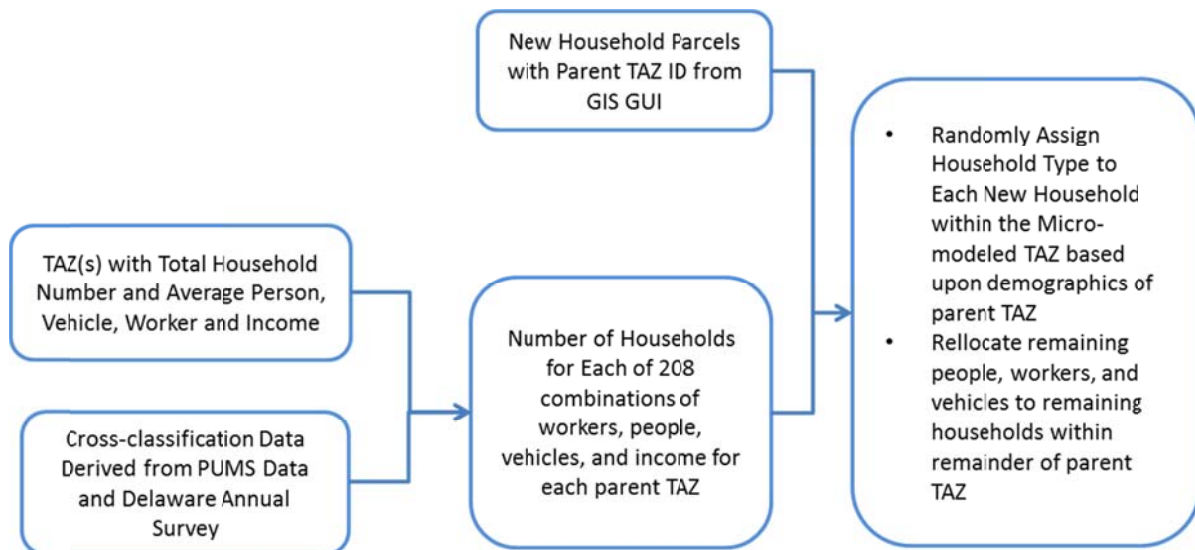 New Household Parcels
with Parent TAZ ID from
GIS GUI
TAZ(s) with Total Household
Number and Average Person,
Vehicle, Worker and Income
Cross-classification Data
Derived from PUMS Data
and Delaware Annual
Survey
Number of Households
for Each of 208
combinations of
workers, people,
vehicles, and income for
each parent TAZ
• Randomly Assign
Household Type to
Each New Household
within the Micro-
modeled TAZ based
upon demographics of
parent TAZ
• Rellocate remaining
people, workers, and
vehicles to remaining
households within
remainder of parent
TAZ